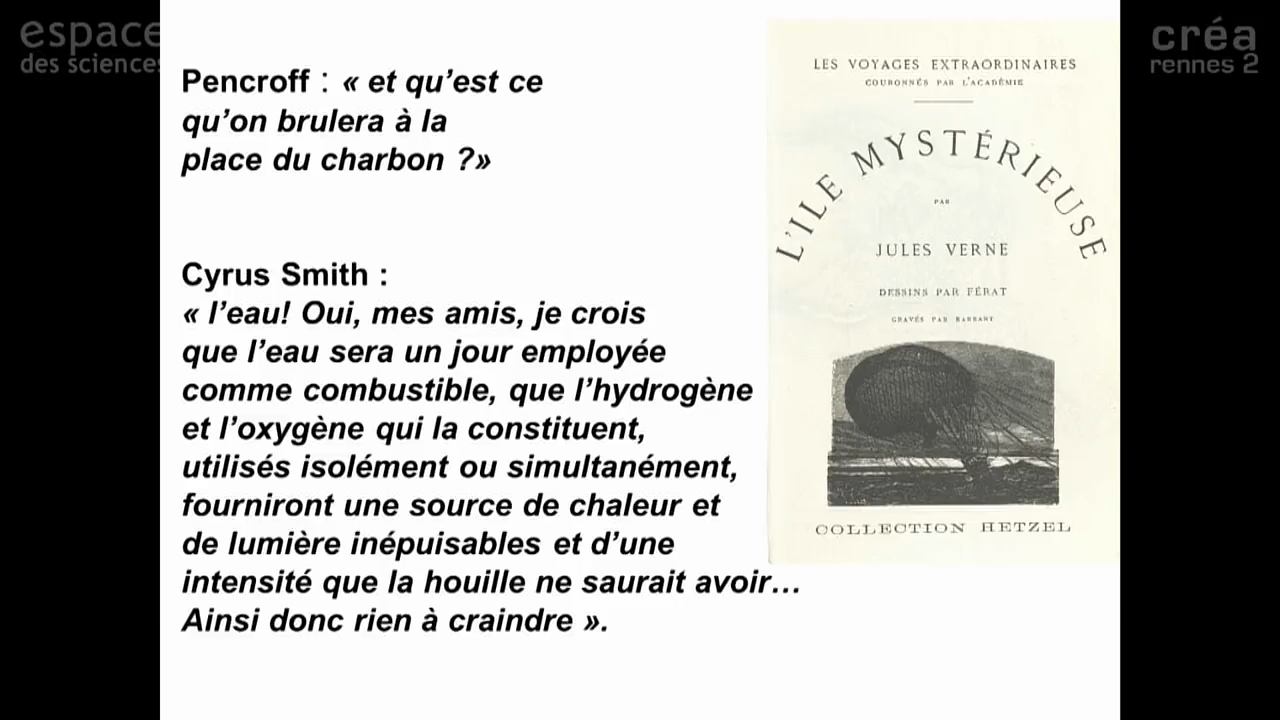 espace
des sciences
créa
rennes 2
Pencroff : « et qu'est ce
qu'on brulera à la
place du charbon ?»
Cyrus Smith :
« l'eau! Oui, mes amis, je crois
que l'eau sera un jour employée
comme combustible, que l'hydrogène
et l'oxygène qui la constituent,
utilisés isolément ou simultanément,
fourniront une source de chaleur et
de lumière inépuisables et d'une
intensité que la houille ne saurait avoir…
Ainsi donc rien à craindre ».
LES VOYAGES EXTRAORDINAIRES
COURONNÉS PAR L'ACADÉMIE
L'ILE MYSTÉRIEUSE
PAR
JULES VERNE
DESSINS PAR FÉRAT
GRAVÉS PAR BARBANT
COLLECTION HETZEL